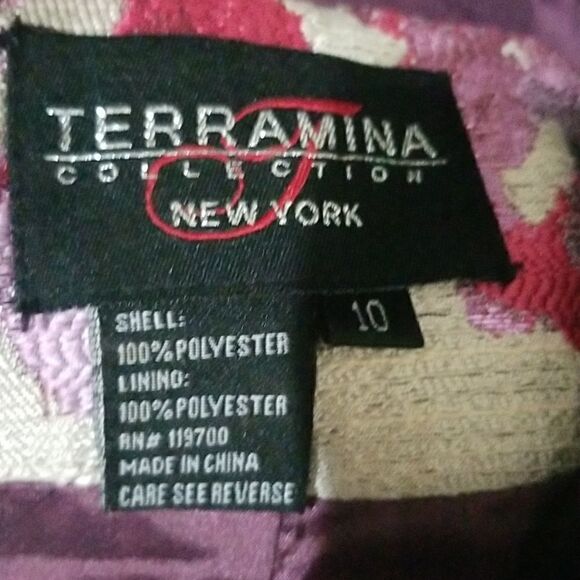 TERRAMINA
COLLECTION
NEW YORK
10
SHELL:
100% POLYESTER
LINING:
100% POLYESTER
RN# 119700
MADE IN CHINA
CARE SEE REVERSE